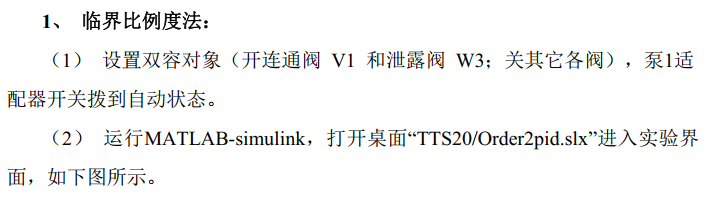 1、 临界比例度法：
（1） 设置双容对象（开连通阀 V1 和泄露阀 W3；关其它各阀），泵1适
配器开关拨到自动状态。
（2） 运行MATLAB-simulink，打开桌面“TTS20/Order2pid.slx”进入实验界
面，如下图所示。